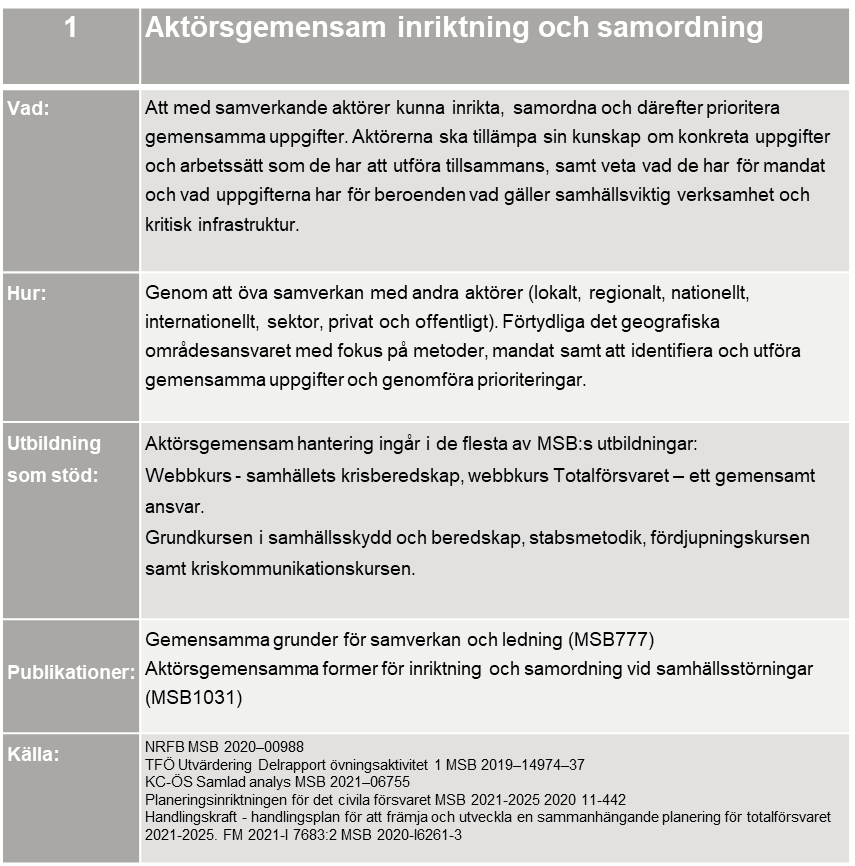 1 Aktörsgemensam inriktning och samordning
Vad: Att med samverkande aktörer kunna inrikta, samordna och därefter prioritera
gemensamma uppgifter. Aktörerna ska tillämpa sin kunskap om konkreta uppgifter
och arbetssätt som de har att utföra tillsammans, samt veta vad de har för mandat
och vad uppgifterna har för beroenden vad gäller samhällsviktig verksamhet och
kritisk infrastruktur.
Hur: Genom att öva samverkan med andra aktörer (lokalt, regionalt, nationellt,
internationellt, sektor, privat och offentligt). Förtydliga det geografiska
områdesansvaret med fokus på metoder, mandat samt att identifiera och utföra
gemensamma uppgifter och genomföra prioriteringar.
Utbildning
som stöd:
Aktörsgemensam hantering ingår i de flesta av MSB:s utbildningar:
Webbkurs - samhällets krisberedskap, webbkurs Totalförsvaret – ett gemensamt
ansvar.
Grundkursen i samhällsskydd och beredskap, stabsmetodik, fördjupningskursen
samt kriskommunikationskursen.
Publikationer:
Gemensamma grunder för samverkan och ledning (MSB777)
Aktörsgemensamma former för inriktning och samordning vid samhällsstörningar
(MSB1031)
Källa:
NRFB MSB 2020–00988
TFÖ Utvärdering Delrapport övningsaktivitet 1 MSB 2019–14974–37
KC-ÖS Samlad analys MSB 2021–06755
Planeringsinriktningen för det civila försvaret MSB 2021-2025 2020 11-442
Handlingskraft - handlingsplan för att främja och utveckla en sammanhängande planering för totalförsvaret
2021-2025. FM 2021-I 7683:2 MSB 2020-I6261-3